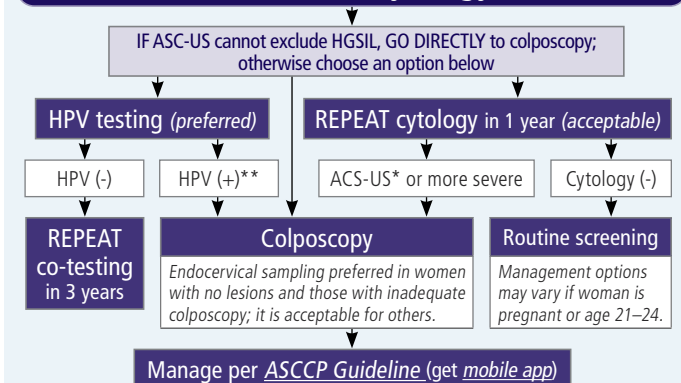 IF ASC-US cannot exclude HGSIL, GO DIRECTLY to colposcopy;
otherwise choose an option below
HPV testing (preferred)
REPEAT cytology in 1 year (acceptable)
HPV (-)
HPV (+)**
ACS-US* or more severe
Cytology (-)
REPEAT
co-testing
in 3 years
Colposcopy
Endocervical sampling preferred in women
with no lesions and those with inadequate
colposcopy; it is acceptable for others.
Routine screening
Management options
may vary if woman is
pregnant or age 21–24.
Manage per ASCCP Guideline (get mobile app)